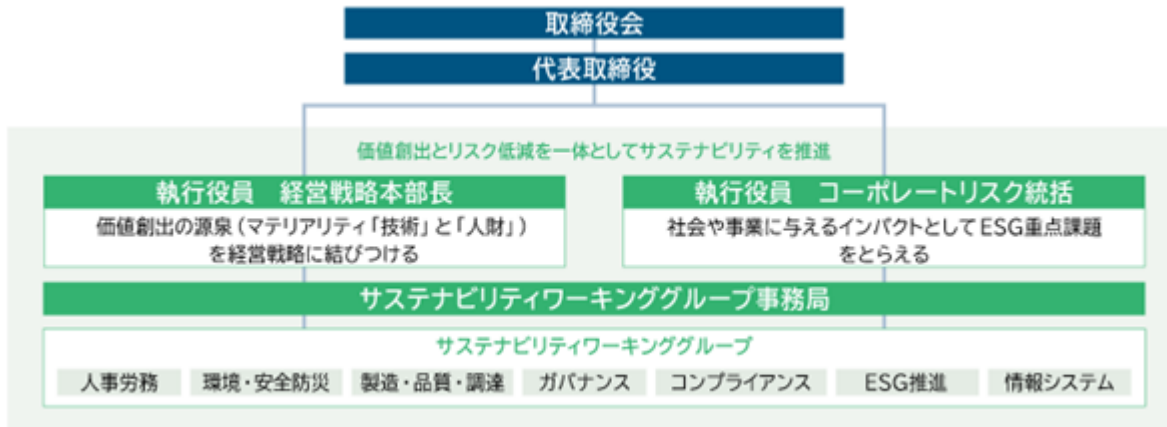 取締役会
代表取締役
価値創出とリスク低減を一体としてサステナビリティを推進
執行役員　経営戦略本部長
価値創出の源泉（マテリアリティ「技術」と「人財」）
を経営戦略に結びつける
執行役員　コーポレートリスク統括
社会や事業に与えるインパクトとしてESG重点課題
をとらえる
サステナビリティワーキンググループ事務局
サステナビリティワーキンググループ
人事労務　環境・安全防災　製造・品質・調達　ガバナンス　コンプライアンス　ESG推進　情報システム